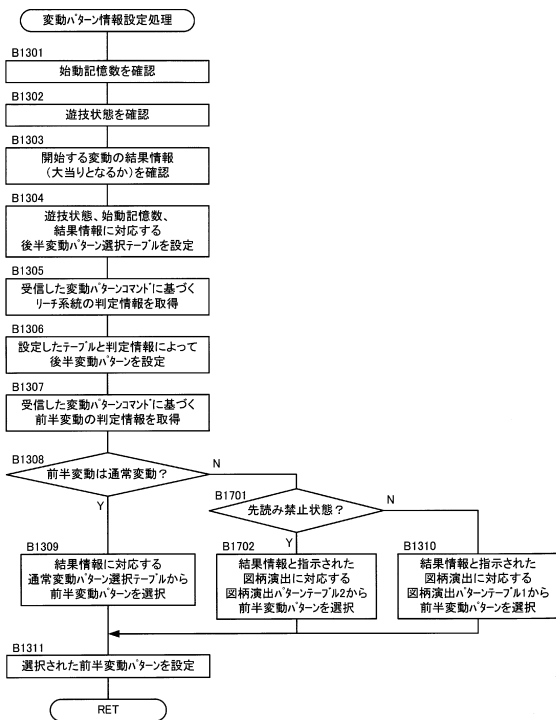 変動パターン情報設定処理
B1301
始動記憶数を確認
B1302
遊技状態を確認
B1303
開始する変動の結果情報
(大当りとなるか)を確認
B1304
遊技状態、始動記憶数、
結果情報に対応する
後半変動パターン選択テーブルを設定
B1305
受信した変動パターンコマンドに基づく
リーチ系統の判定情報を取得
B1306
設定したテーブルと判定情報によって
後半変動パターンを設定
B1307
受信した変動パターンコマンドに基づく
前半変動の判定情報を取得
B1308
前半変動は通常変動?
N
Y
B1701
先読み禁止状態?
N
Y
B1309
結果情報に対応する
通常変動パターン選択テーブルから
前半変動パターンを選択
B1702
結果情報と指示された
図柄演出に対応する
図柄演出パターンテーブル2から
前半変動パターンを選択
B1310
結果情報と指示された
図柄演出に対応する
図柄演出パターンテーブル1から
前半変動パターンを選択
B1311
選択された前半変動パターンを設定
RET